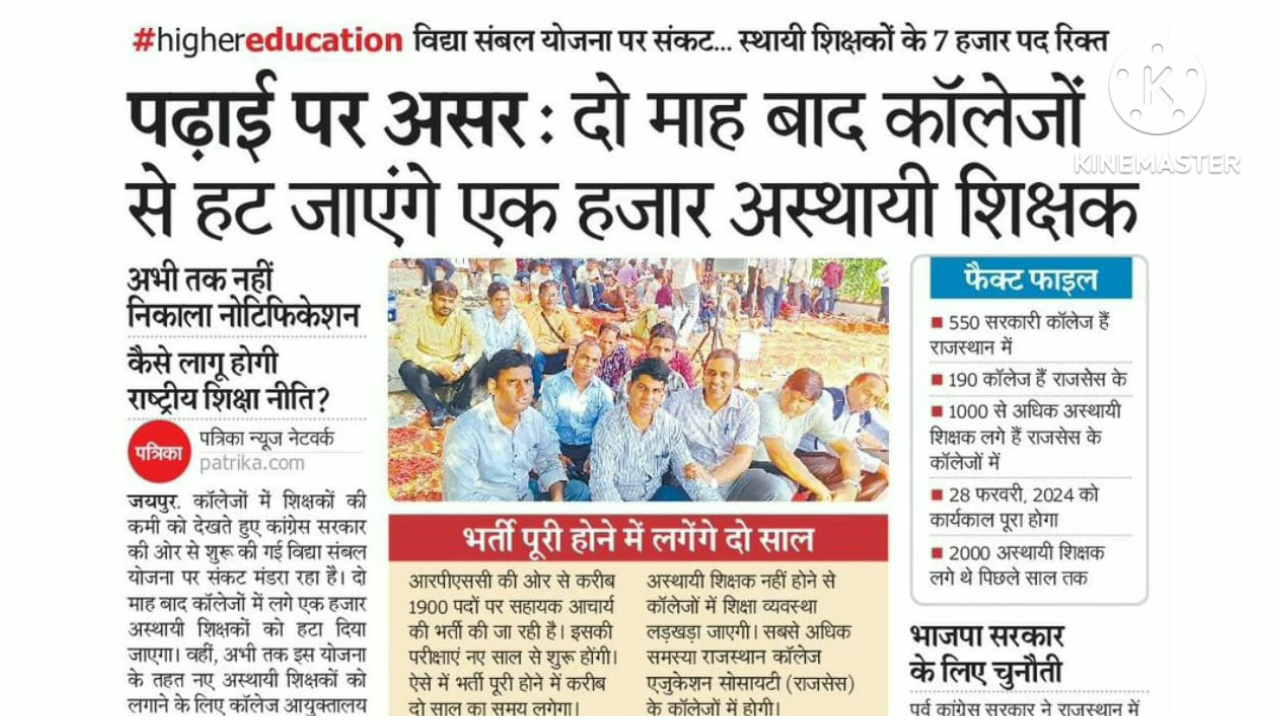 #highereducation विद्या संबल योजना पर संकट... स्थायी शिक्षकों के 7 हजार पद रिक्त
पढ़ाई पर असर : दो माह बाद कॉलेजों
से हट जाएंगे एक हजार अस्थायी शिक्षक
K
KINEMASTER
अभी तक नहीं
निकाला नोटिफिकेशन
कैसे लागू होगी
राष्ट्रीय शिक्षा नीति?
पत्रिका
पत्रिका न्यूज नेटवर्क
patrika.com
जयपुर. कॉलेजों में शिक्षकों की
कमी को देखते हुए कांग्रेस सरकार
की ओर से शुरू की गई विद्या संबल
योजना पर संकट मंडरा रहा है। दो
माह बाद कॉलेजों में लगे एक हजार
अस्थायी शिक्षकों को हटा दिया
जाएगा। वहीं, अभी तक इस योजना
के तहत नए अस्थायी शिक्षकों को
लगाने के लिए कॉलेज आयुक्तालय
भर्ती पूरी होने में लगेंगे दो साल
आरपीएससी की ओर से करीब
1900 पदों पर सहायक आचार्य
की भर्ती की जा रही है। इसकी
परीक्षाएं नए साल से शुरू होंगी।
ऐसे में भर्ती पूरी होने में करीब
दो साल का समय लगेगा।
अस्थायी शिक्षक नहीं होने से
कॉलेजों में शिक्षा व्यवस्था
लड़खड़ा जाएगी। सबसे अधिक
समस्या राजस्थान कॉलेज
एजुकेशन सोसायटी (राजसेस)
के कॉलेजों में होगी।
फैक्ट फाइल
■ 550 सरकारी कॉलेज हैं
राजस्थान में
■ 190 कॉलेज हैं राजसेस के
■ 1000 से अधिक अस्थायी
शिक्षक लगे हैं राजसेस के
कॉलेजों में
■ 28 फरवरी, 2024 को
कार्यकाल पूरा होगा
■ 2000 अस्थायी शिक्षक
लगे थे पिछले साल तक
भाजपा सरकार
के लिए चुनौती
पूर्व कांग्रेस सरकार ने राजस्थान में